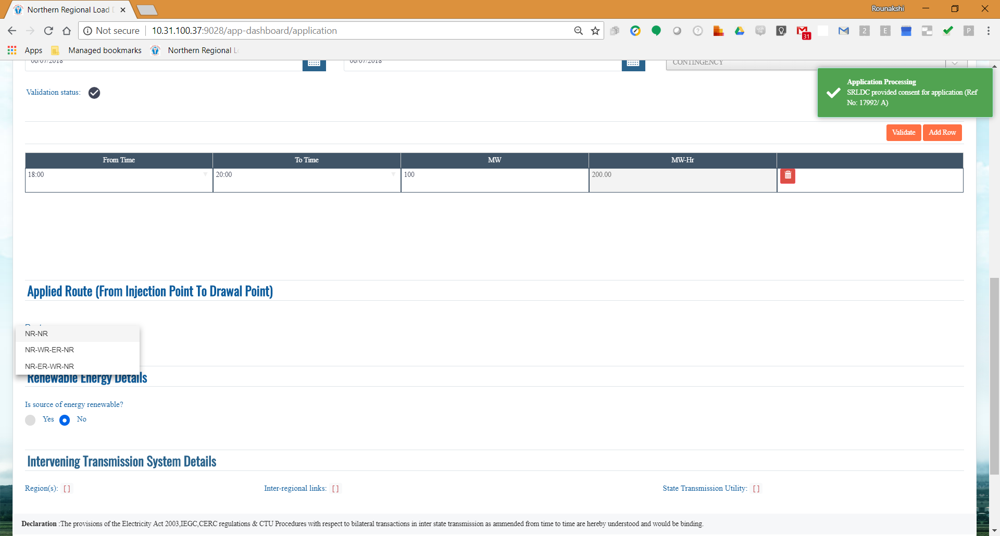 Northern Regional Load D
Rounakshi
Not secure
10.31.100.37:9028/app-dashboard/application
31
2
E
P
Apps
Managed bookmarks
Northern Regional Lo
06/07/2018
06/07/2018
CONTINGENCY
Application Processing
SRLDC provided consent for application (Ref
No: 17992/ A)
Validation status:
Validate
Add Row
From Time
To Time
MW
MW-Hr
18:00
20:00
100
200.00
Applied Route (From Injection Point To Drawal Point)
NR-NR
NR-WR-ER-NR
NR-ER-WR-NR
Renewable Energy Details
Is source of energy renewable?
Yes
No
Intervening Transmission System Details
Region(s): []
Inter-regional links: []
State Transmission Utility: []
Declaration :The provisions of the Electricity Act 2003,IEGC,CERC regulations & CTU Procedures with respect to bilateral transactions in inter state transmission as ammended from time to time are hereby understood and would be binding.